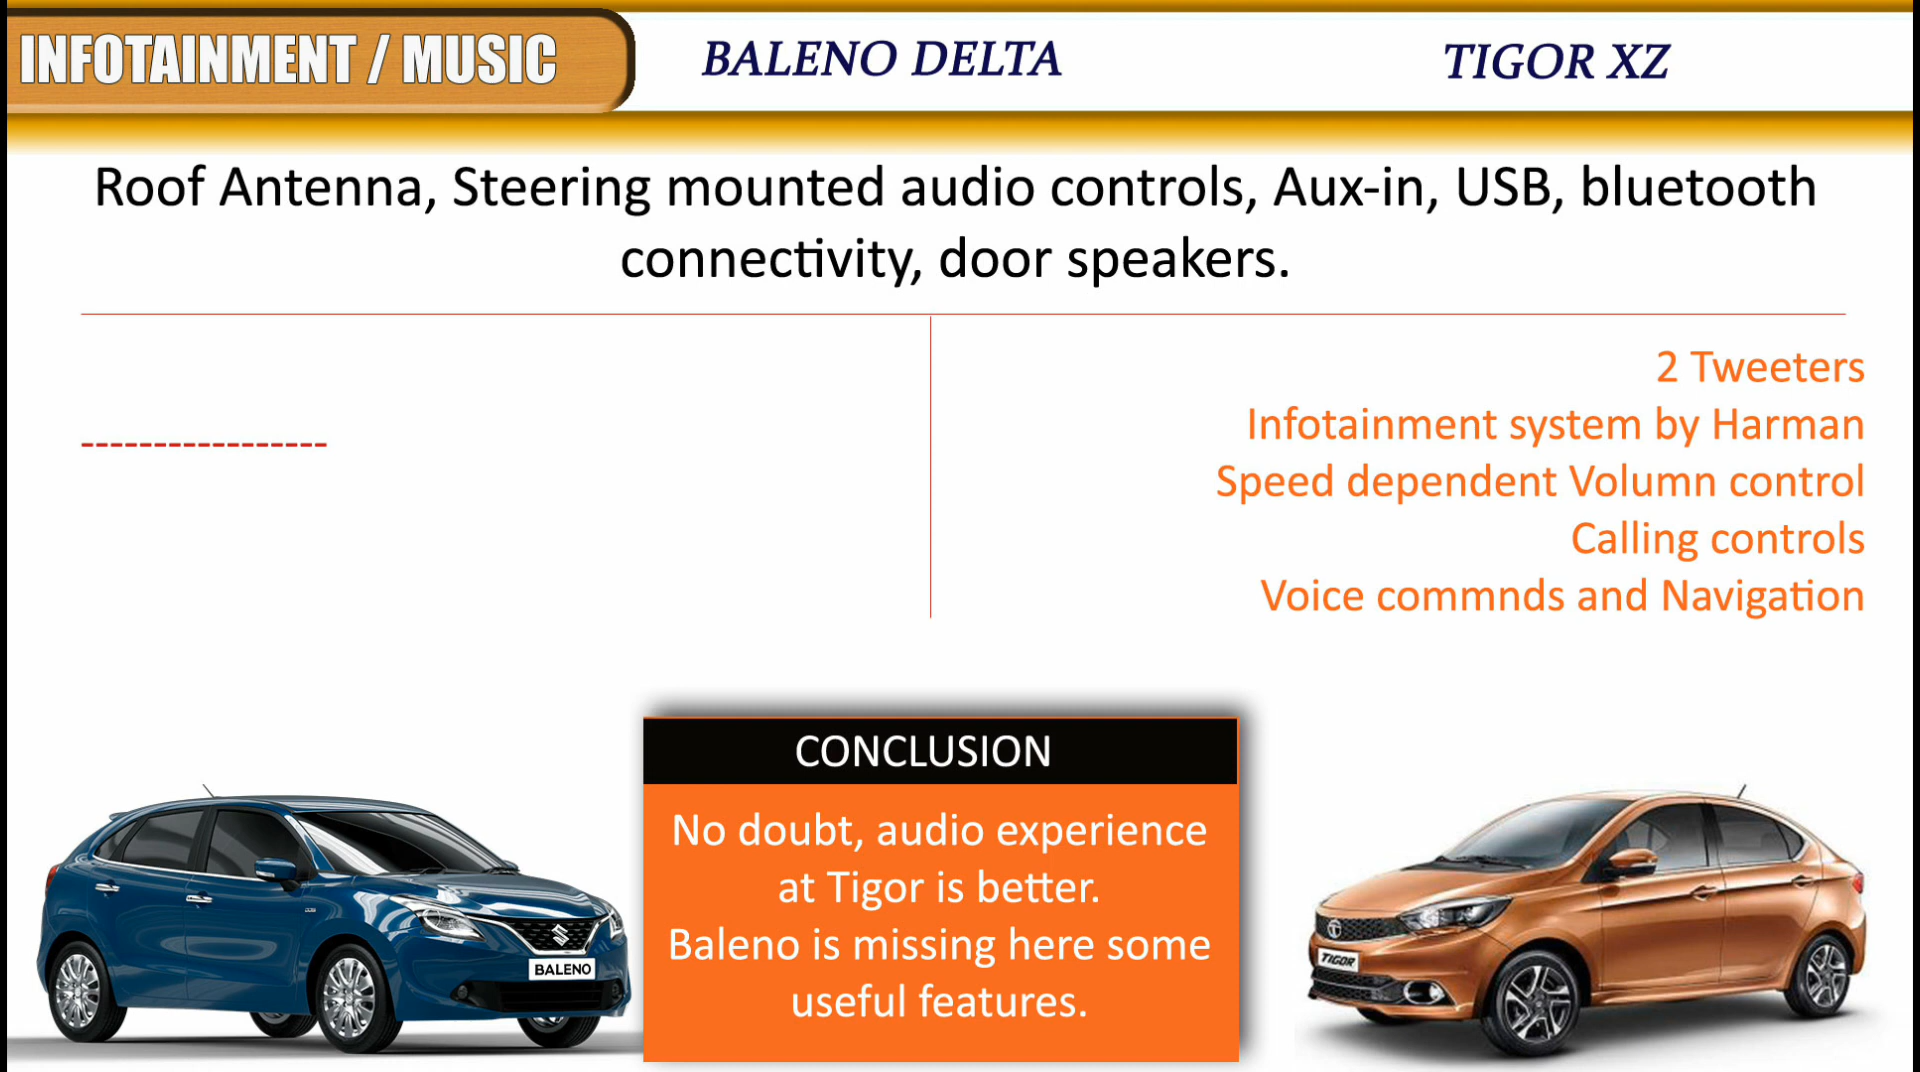 INFOTAINMENT / MUSIC
BALENO DELTA
TIGOR XZ
Roof Antenna, Steering mounted audio controls, Aux-in, USB, bluetooth
connectivity, door speakers.
-----------------
2 Tweeters
Infotainment system by Harman
Speed dependent Volumn control
Calling controls
Voice commnds and Navigation
CONCLUSION
No doubt, audio experience
at Tigor is better.
Baleno is missing here some
useful features.
BALENO
TIGOR